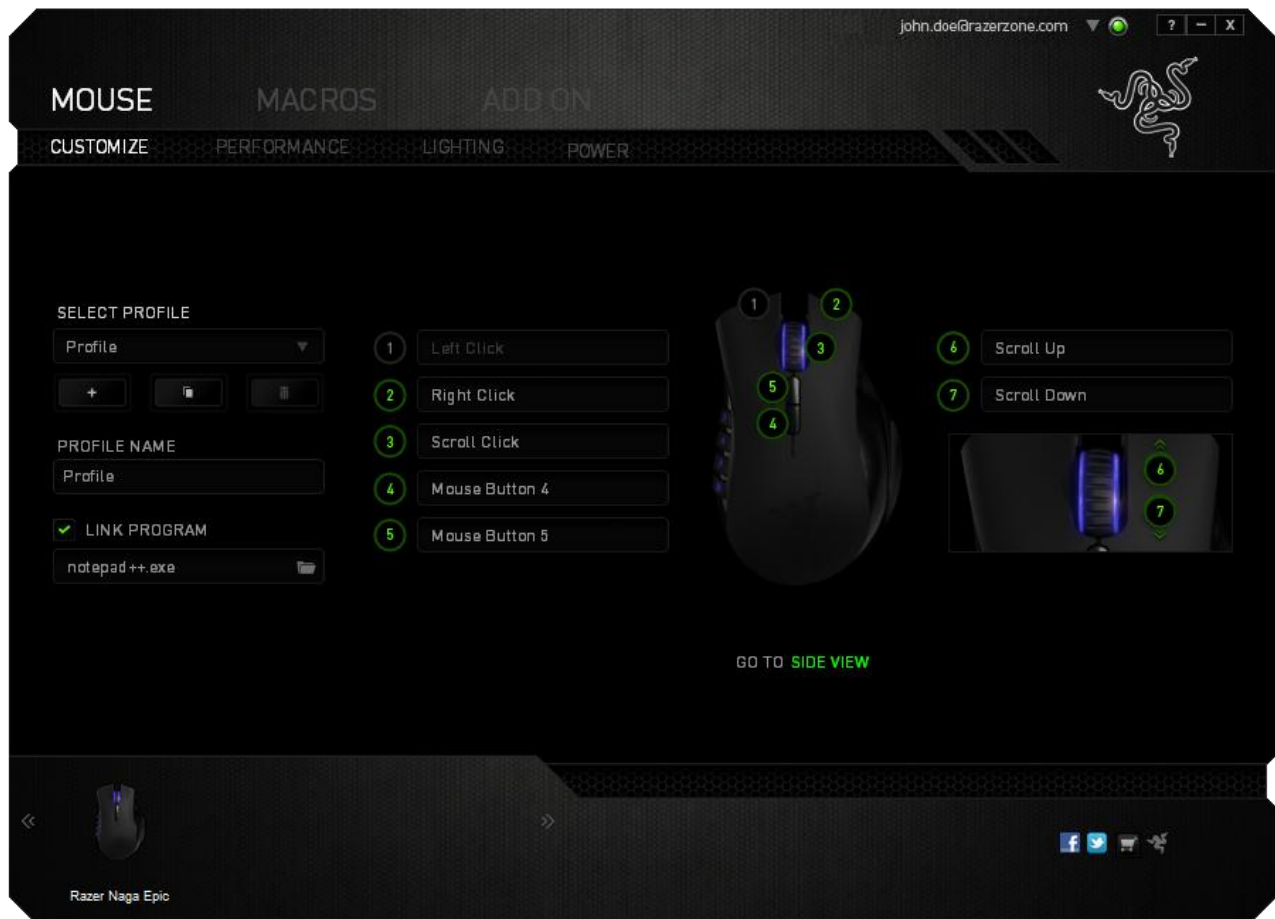 john.doe@razerzone.com
? – X
MOUSE MACROS ADD ON
CUSTOMIZE PERFORMANCE LIGHTING POWER
SELECT PROFILE
Profile
+
PROFILE NAME
Profile
LINK PROGRAM
notepad++.exe
1 Left Click
2 Right Click
3 Scroll Click
4 Mouse Button 4
5 Mouse Button 5
1 2
3
5
4
GO TO SIDE VIEW
6 Scroll Up
7 Scroll Down
6
7
Razer Naga Epic
f